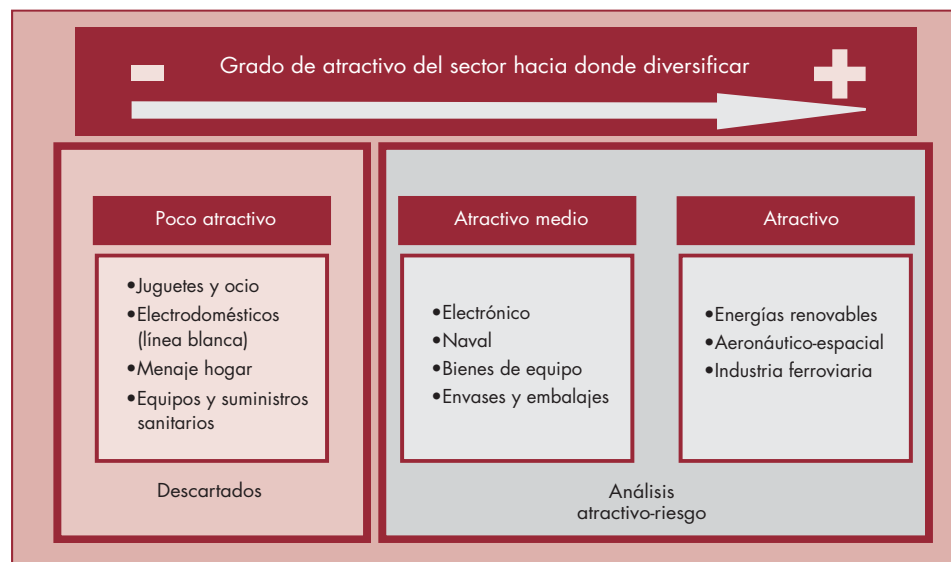 Grado de atractivo del sector hacia donde diversificar
Poco atractivo
•Juguetes y ocio
•Electrodomésticos
(línea blanca)
•Menaje hogar
•Equipos y suministros
sanitarios
Descartados
Atractivo medio
•Electrónico
•Naval
•Bienes de equipo
•Envases y embalajes
Atractivo
•Energías renovables
•Aeronáutico-espacial
•Industria ferroviaria
Análisis
atractivo-riesgo